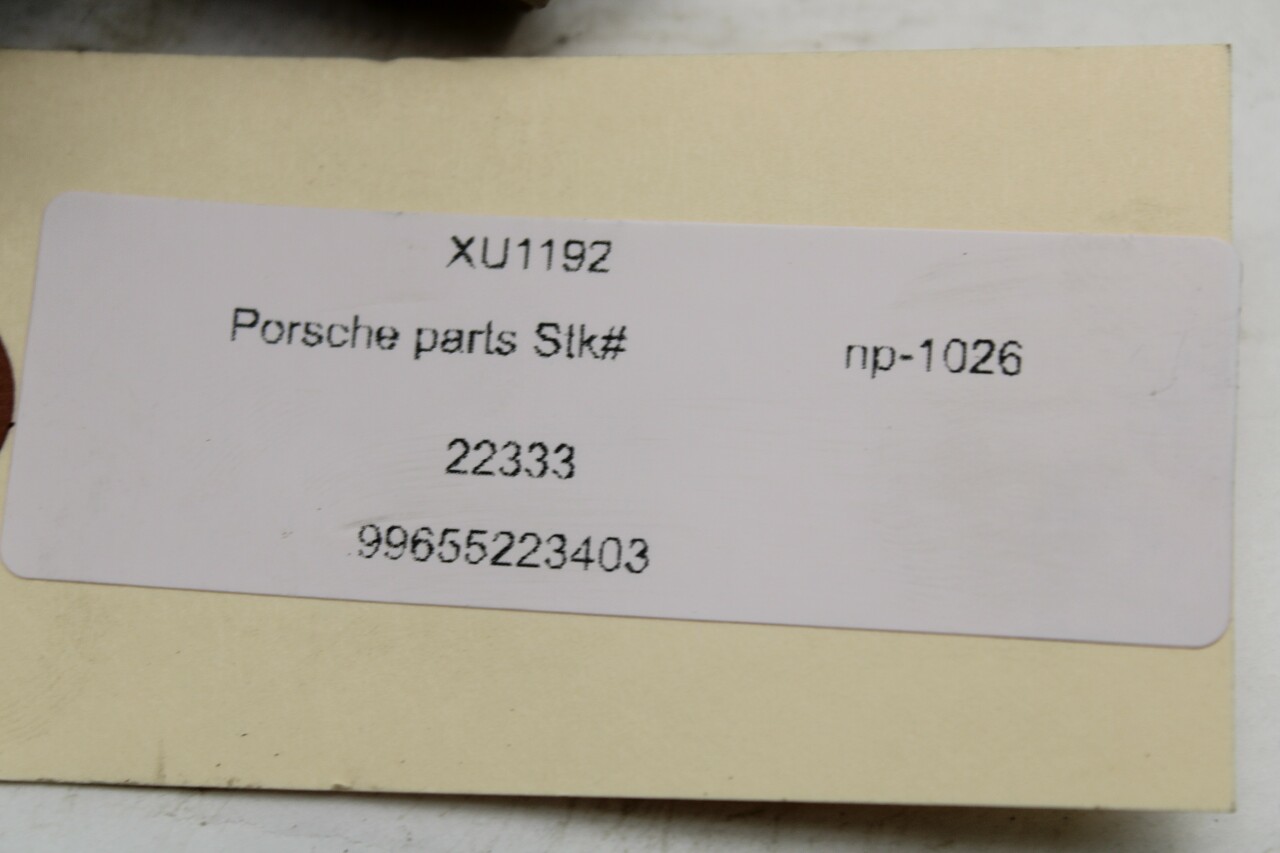 XU1192
Porsche parts Stk# np-1026
22333
99655223403